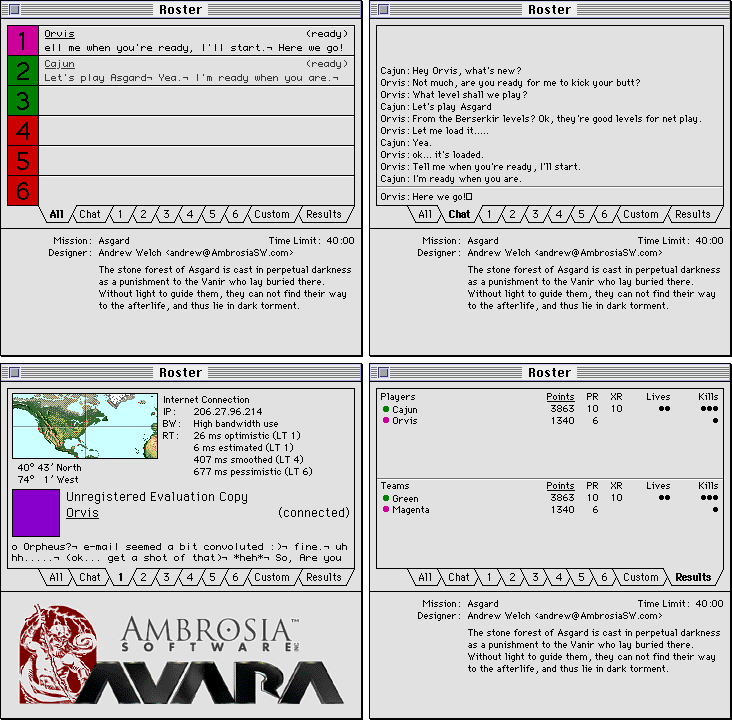 Roster
1
Orvis (ready)
ell me when you're ready, I'll start.¬ Here we go!
2
Cajun (ready)
Let's play Asgard¬ Yea.¬ I'm ready when you are.¬
3
4
5
6
All Chat 1 2 3 4 5 6 Custom Results
Mission: Asgard Time Limit: 40:00
Designer: Andrew Welch <andrew@AmbrosiaSW.com>
The stone forest of Asgard is cast in perpetual darkness
as a punishment to the Vanir who lay buried there.
Without light to guide them, they can not find their way
to the afterlife, and thus lie in dark torment.
Roster
Cajun: Hey Orvis, what's new?
Orvis: Not much, are you ready for me to kick your butt?
Orvis: What level shall we play?
Cajun: Let's play Asgard
Orvis: From the Berserkir levels? Ok, they're good levels for net play.
Orvis: Let me load it.....
Cajun: Yea.
Orvis: ok... it's loaded.
Orvis: Tell me when you're ready, I'll start.
Cajun: I'm ready when you are.
Orvis: Here we go!
All Chat 1 2 3 4 5 6 Custom Results
Mission: Asgard Time Limit: 40:00
Designer: Andrew Welch <andrew@AmbrosiaSW.com>
The stone forest of Asgard is cast in perpetual darkness
as a punishment to the Vanir who lay buried there.
Without light to guide them, they can not find their way
to the afterlife, and thus lie in dark torment.
Roster
Internet Connection
IP: 206.27.96.214
BW: High bandwidth use
RT: 26 ms optimistic (LT 1)
6 ms estimated (LT 1)
407 ms smoothed (LT 4)
677 ms pessimistic (LT 6)
40° 43' North
74° 1' West
Unregistered Evaluation Copy
Orvis (connected)
o Orpheus?¬ e-mail seemed a bit convoluted :)¬ fine.¬ uh
hh.....¬ (ok... get a shot of that)¬ *heh*¬ So, Are you
All Chat 1 2 3 4 5 6 Custom Results
AMBROSIA™
SOFTWARE INC
AVARA
Roster
Players Points PR XR Lives Kills
Cajun 3863 10 10
Orvis 1340 6
Teams Points PR XR Lives Kills
Green 3863 10 10
Magenta 1340 6
All Chat 1 2 3 4 5 6 Custom Results
Mission: Asgard Time Limit: 40:00
Designer: Andrew Welch <andrew@AmbrosiaSW.com>
The stone forest of Asgard is cast in perpetual darkness
as a punishment to the Vanir who lay buried there.
Without light to guide them, they can not find their way
to the afterlife, and thus lie in dark torment.